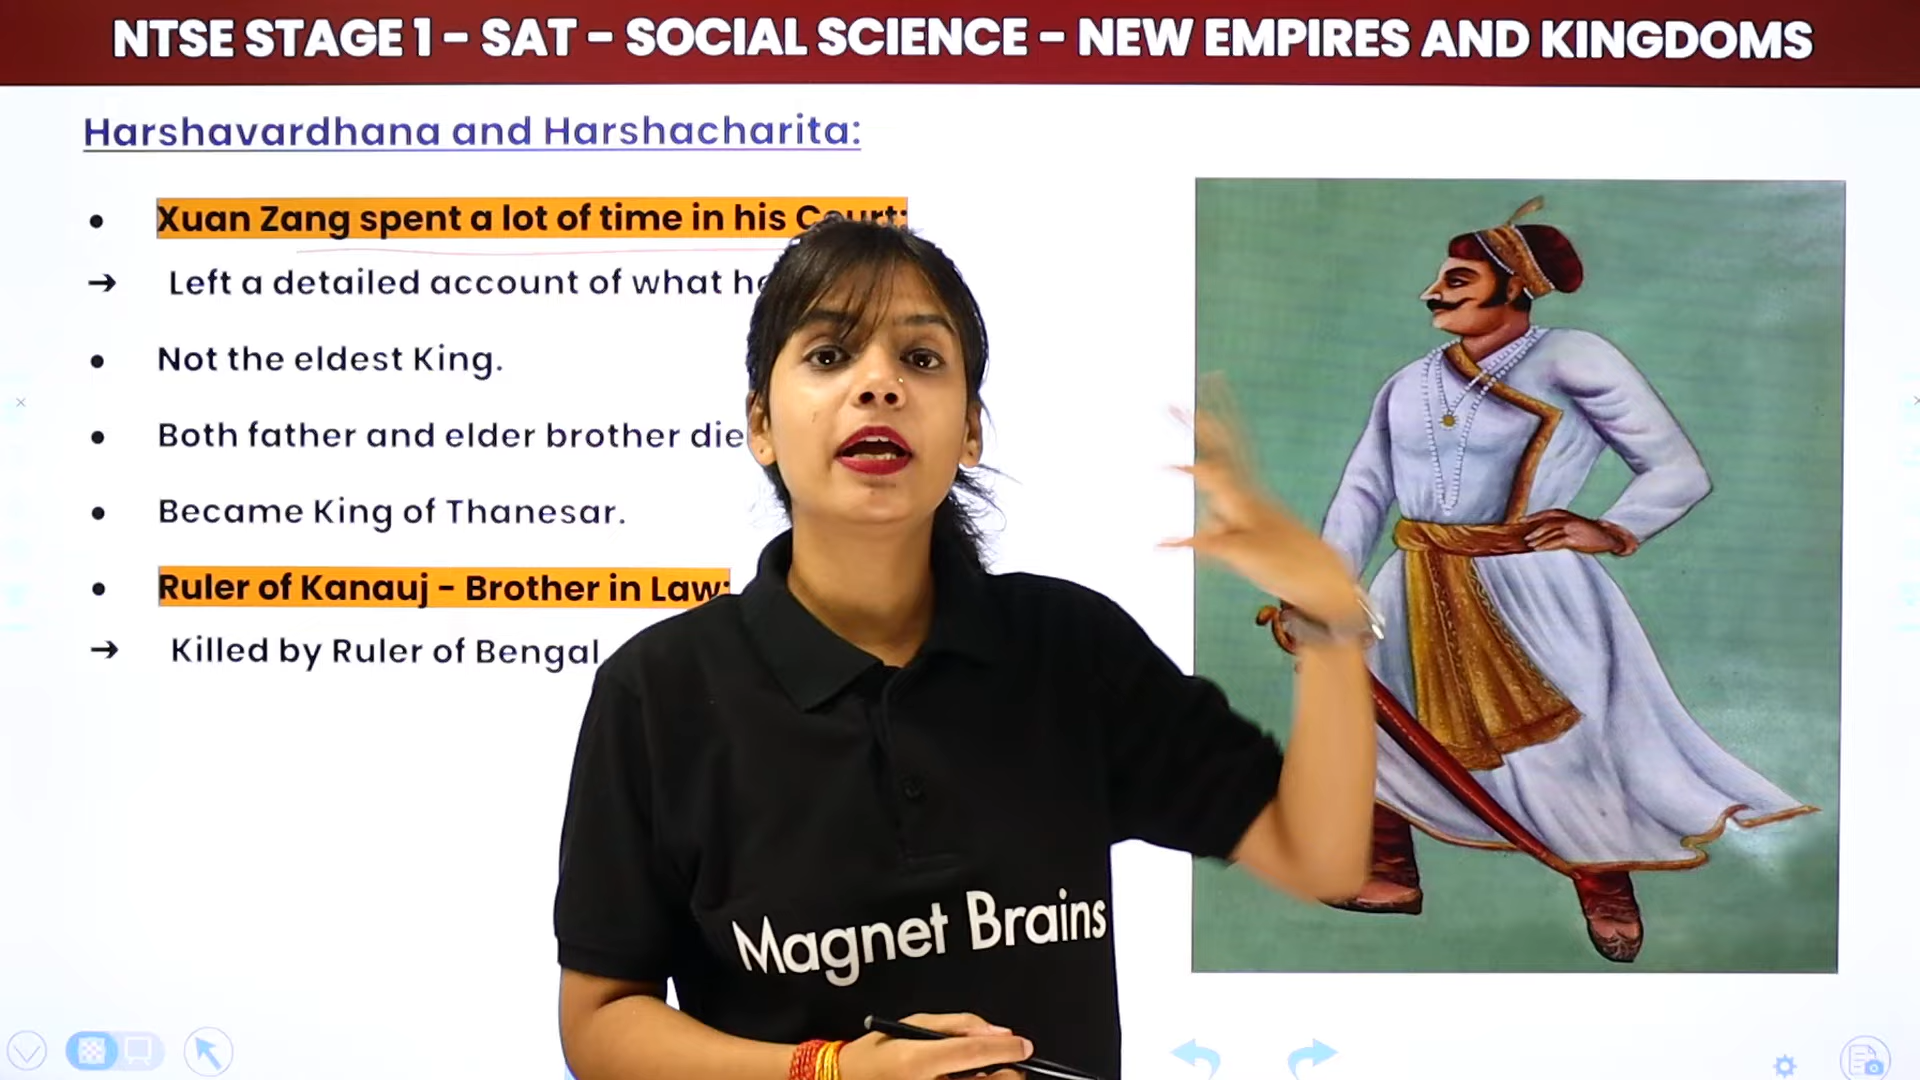 NTSE STAGE 1 - SAT - SOCIAL SCIENCE - NEW EMPIRES AND KINGDOMS
Harshavardhana and Harshacharita:
• Xuan Zang spent a lot of time in his Court:
➔ Left a detailed account of what
• Not the eldest King.
• Both father and elder brother
• Became King of Thanesar.
• Ruler of Kanauj - Brother in Law:
➔ Killed by Ruler of Bengal
Magnet Brains